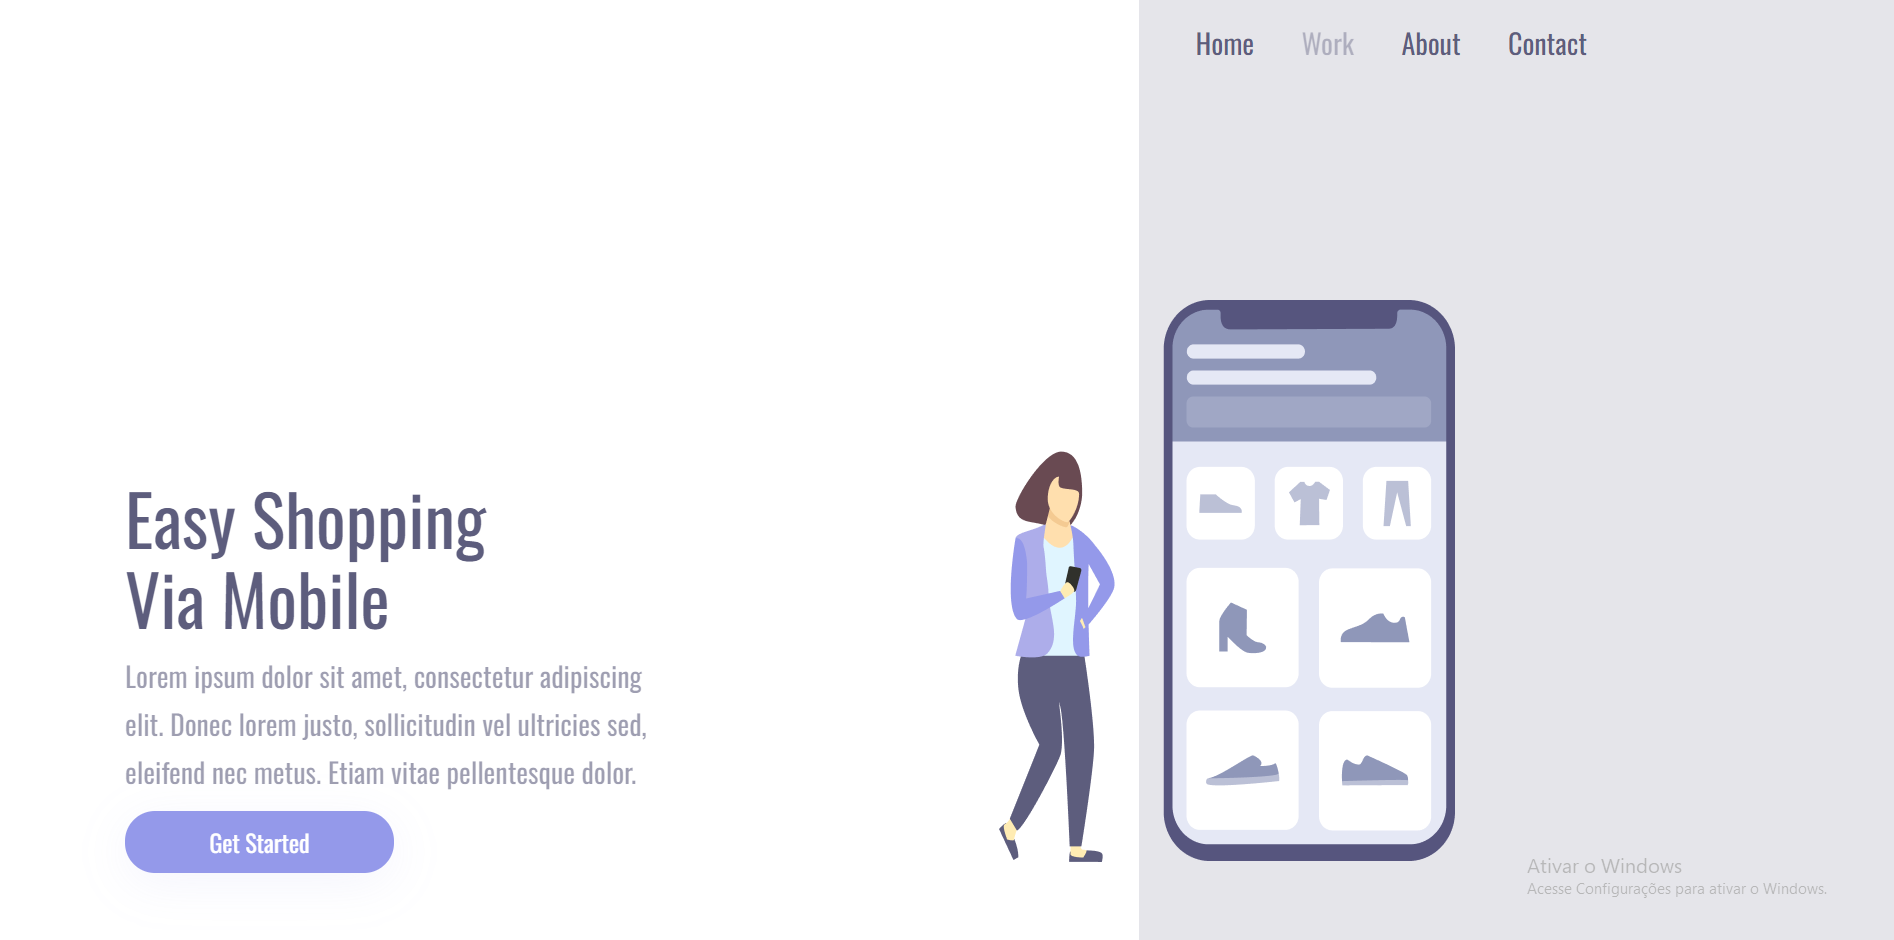 Home Work About Contact
Easy Shopping
Via Mobile
Lorem ipsum dolor sit amet, consectetur adipiscing
elit. Donec lorem justo, sollicitudin vel ultricies sed,
eleifend nec metus. Etiam vitae pellentesque dolor.
Get Started
Ativar o Windows
Acesse Configurações para ativar o Windows.